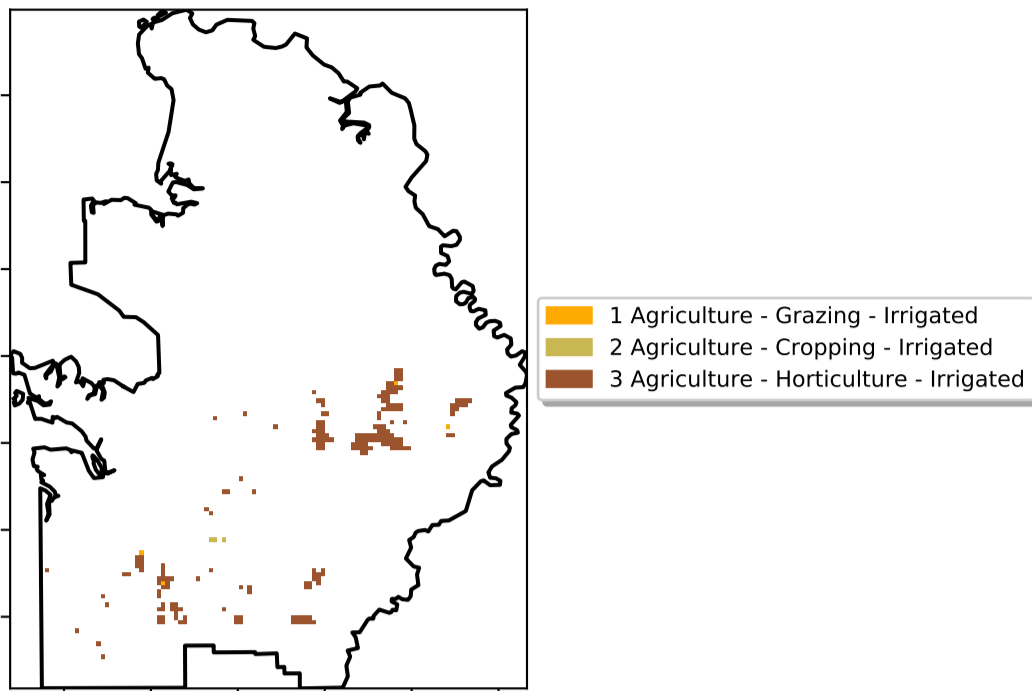 1 Agriculture - Grazing - Irrigated
2 Agriculture - Cropping - Irrigated
3 Agriculture - Horticulture - Irrigated